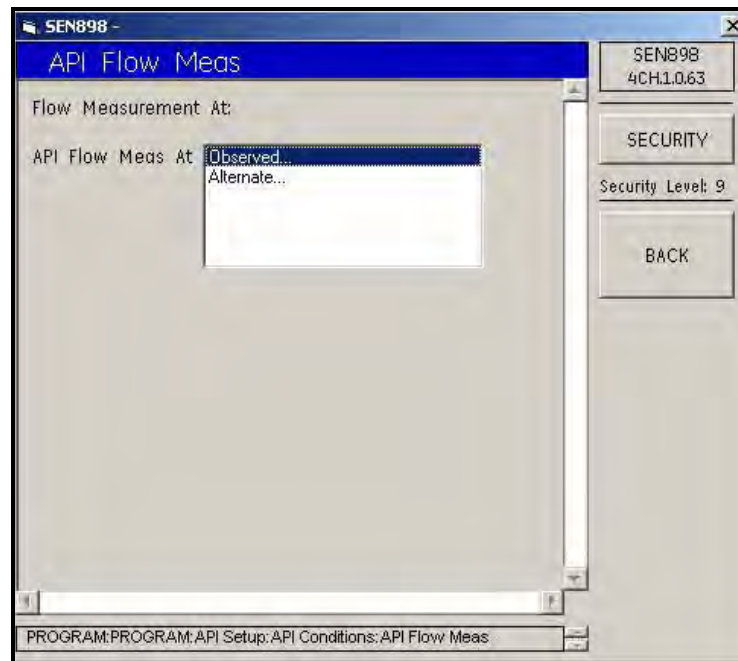 SEN898 -
API Flow Meas
SEN898
4CH.1.0.63
Flow Measurement At:
SECURITY
API Flow Meas At
Observed...
Alternate...
Security Level: 9
BACK
PROGRAM:PROGRAM:API Setup:API Conditions:API Flow Meas